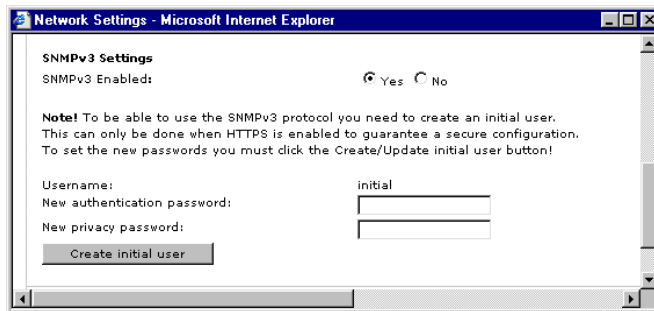 Network Settings - Microsoft Internet Explorer
SNMPv3 Settings
SNMPv3 Enabled: Yes No
Note! To be able to use the SNMPv3 protocol you need to create an initial user.
This can only be done when HTTPS is enabled to guarantee a secure configuration.
To set the new passwords you must click the Create/Update initial user button!
Username: initial
New authentication password:
New privacy password:
Create initial user